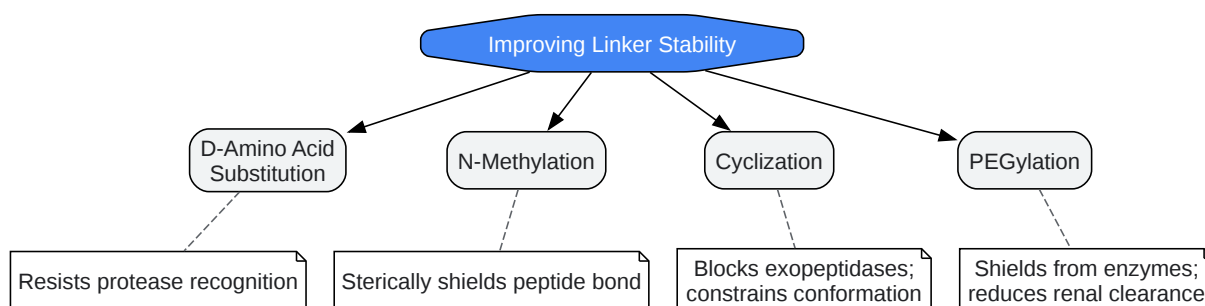 Improving Linker Stability
D-Amino Acid
Substitution
N-Methylation
Cyclization
PEGylation
Resists protease recognition
Sterically shields peptide bond
Blocks exopeptidases;
constrains conformation
Shields from enzymes;
reduces renal clearance